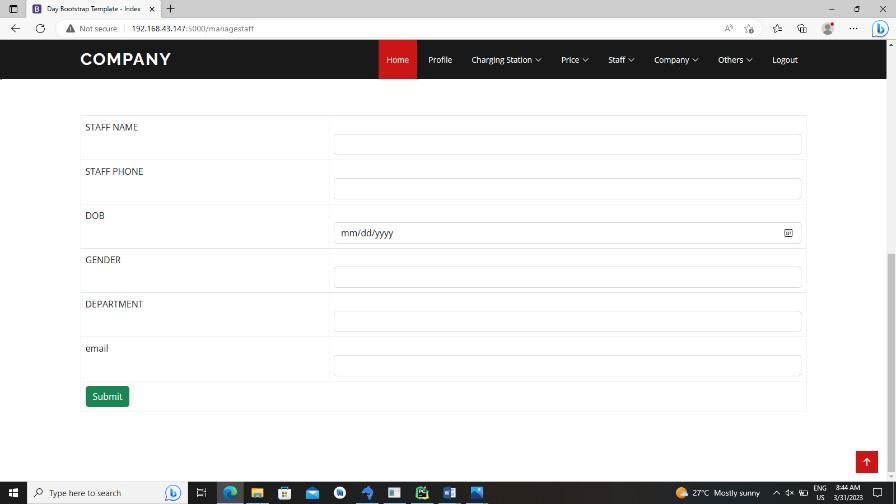 Day Bootstrap Template - Index
Not secure 192.168.43.147:5000/managestaff
COMPANY Home Profile Charging Station Price Staff Company Others Logout
STAFF NAME
STAFF PHONE
DOB
mm/dd/yyyy
GENDER
DEPARTMENT
email
Submit
Type here to search
27°C Mostly sunny
ENG
US
8:44 AM
3/31/2023